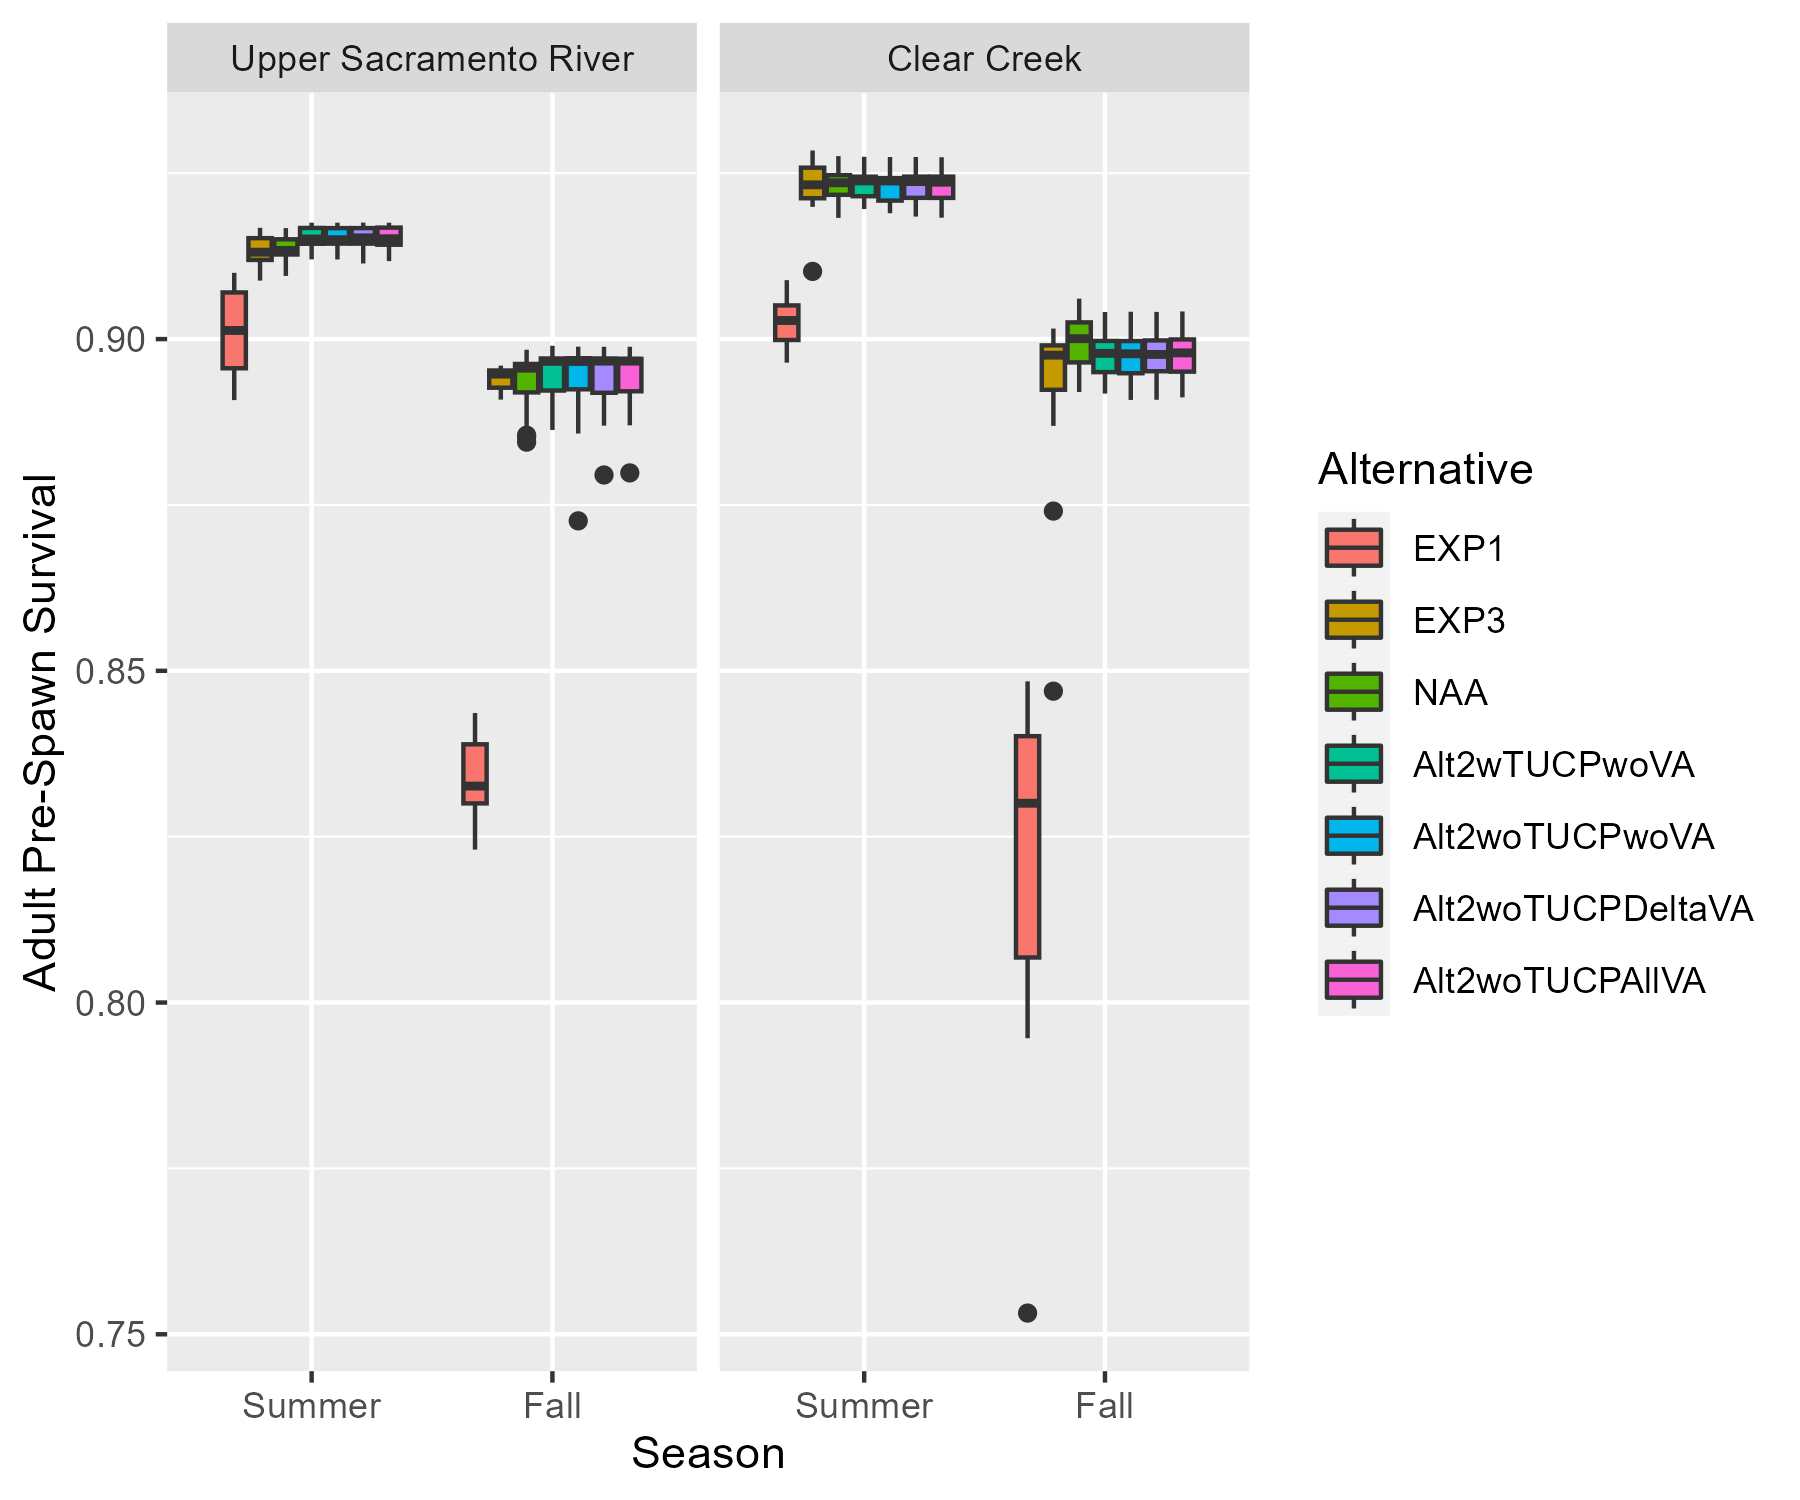 Upper Sacramento River
Clear Creek
Adult Pre-Spawn Survival
0.90
0.85
0.80
0.75
Summer
Fall
Summer
Fall
Season
Alternative
EXP1
EXP3
NAA
Alt2wTUCPwoVA
Alt2woTUCPwoVA
Alt2woTUCPDeltaVA
Alt2woTUCPAllVA